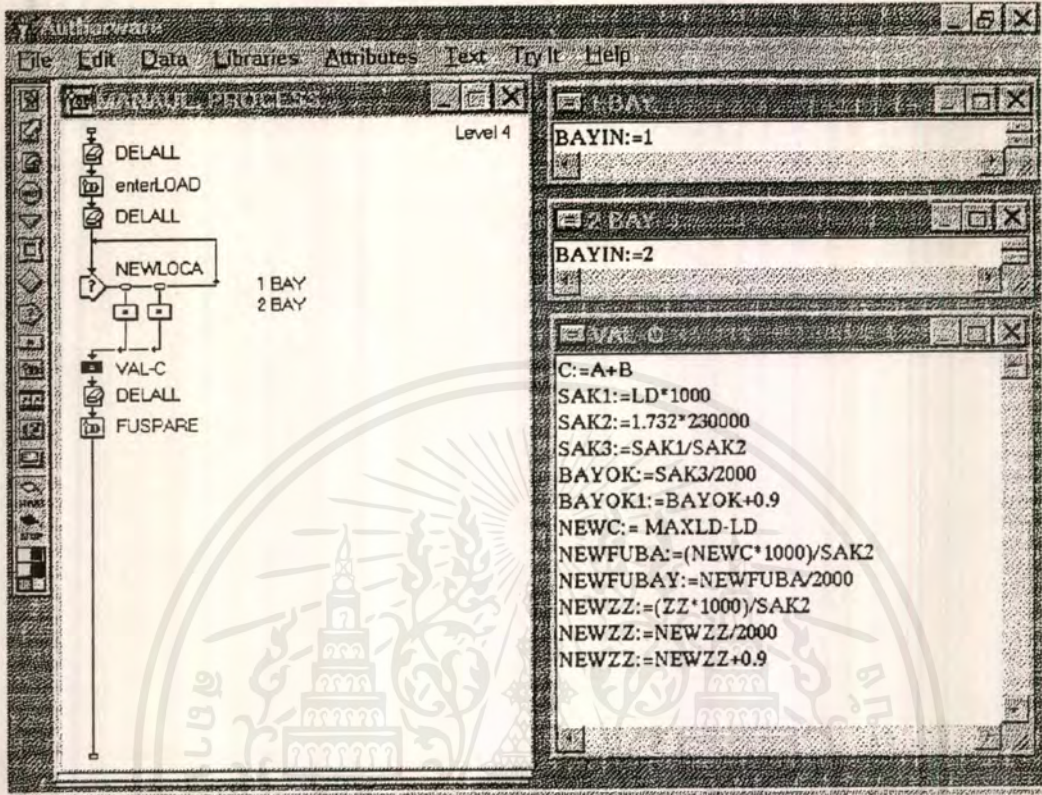 Authorware
File Edit Data Libraries Attributes Text Try It Help
MANAUL PROCESS
Level 4
DELALL
enterLOAD
DELALL
NEWLOCA
1 BAY
2 BAY
VAL-C
DELALL
FUSPARE
1 BAY
BAYIN:=1
2 BAY
BAYIN:=2
VAL-C
C:=A+B
SAK1:=LD*1000
SAK2:=1.732*230000
SAK3:=SAK1/SAK2
BAYOK:=SAK3/2000
BAYOK1:=BAYOK+0.9
NEWC:= MAXLD-LD
NEWFUBA:=(NEWC*1000)/SAK2
NEWFUBAY:=NEWFUBA/2000
NEWZZ:=(ZZ*1000)/SAK2
NEWZZ:=NEWZZ/2000
NEWZZ:=NEWZZ+0.9